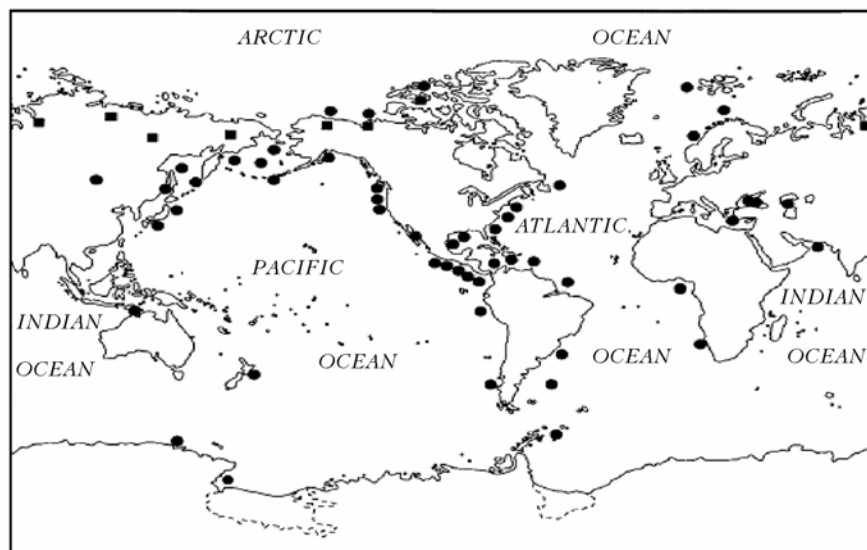 ARCTIC OCEAN
ATLANTIC
PACIFIC
INDIAN INDIAN
OCEAN OCEAN OCEAN OCEAN